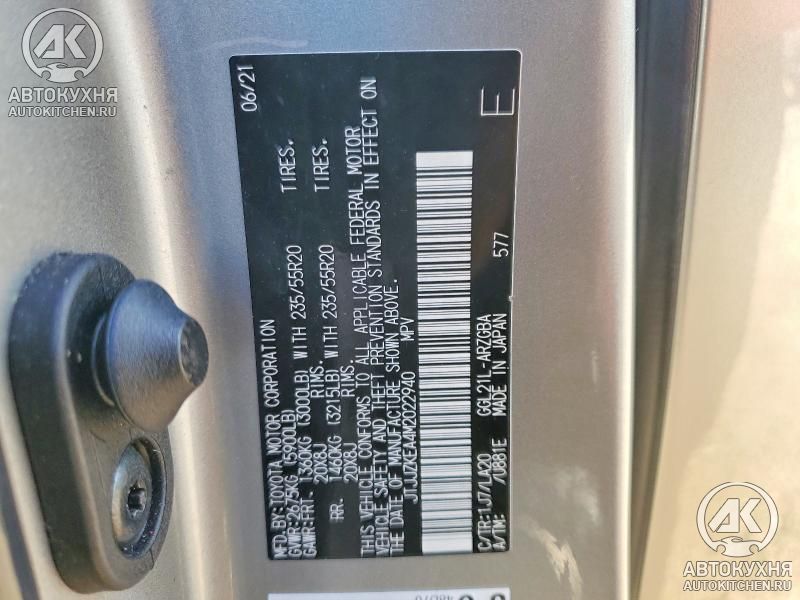 AK
АВТОКУХНЯ
AUTOKITCHEN.RU
MFD.BY:TOYOTA MOTOR CORPORATION 06/21
GVWR:2675KG (5900LB)
GAWR:FRT. 1360KG (3000LB) WITH 235/55R20 TIRES.
20X8J RIMS.
RR. 1460KG (3215LB) WITH 235/55R20 TIRES.
20X8J RIMS.
THIS VEHICLE CONFORMS TO ALL APPLICABLE FEDERAL MOTOR
VEHICLE SAFETY AND THEFT PREVENTION STANDARDS IN EFFECT ON
THE DATE OF MANUFACTURE SHOWN ABOVE.
JTJJZKEA4M2022940 MPV
C/TR:1J7/LA20 GGL21L-ARZGBA
A/TM: /U881E MADE IN JAPAN 577
E
AK
АВТОКУХНЯ
AUTOKITCHEN.RU